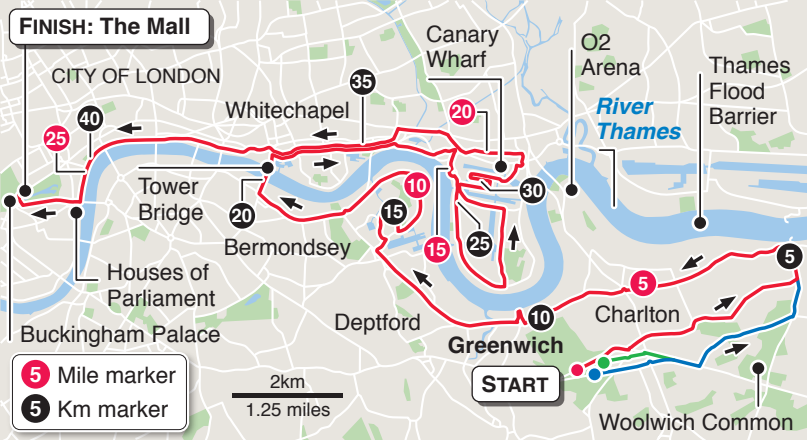 FINISH: The Mall
CITY OF LONDON
Canary
Wharf
O2
Arena
Thames
Flood
Barrier
River
Thames
35
Whitechapel
20
40
25
Tower
Bridge
20
10
15
30
15
25
Bermondsey
Houses of
Parliament
5
5
Charlton
10
Deptford
Greenwich
Buckingham Palace
START
5 Mile marker
5 Km marker
2km
1.25 miles
Woolwich Common